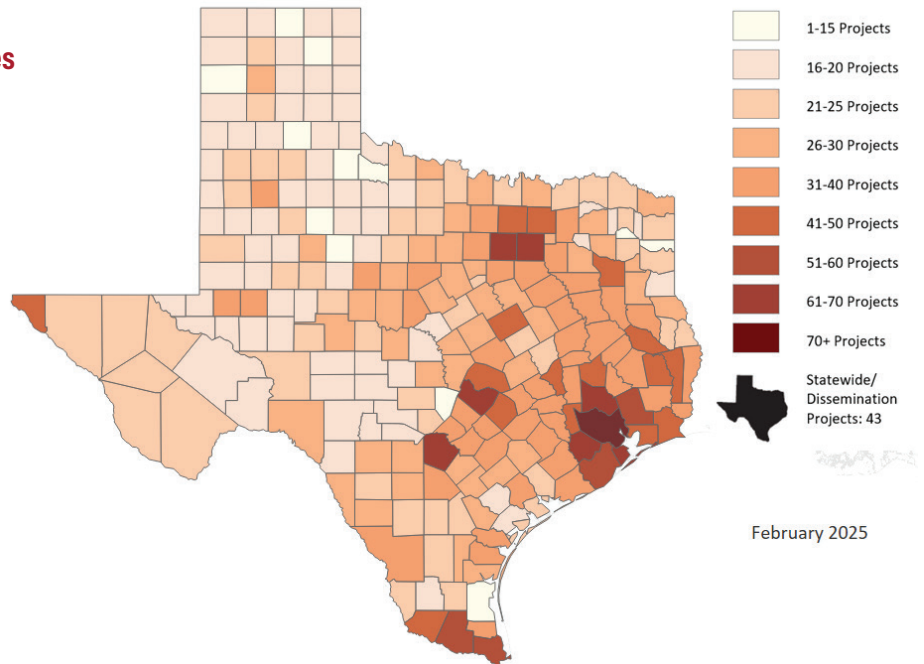 es
1-15 Projects
16-20 Projects
21-25 Projects
26-30 Projects
31-40 Projects
41-50 Projects
51-60 Projects
61-70 Projects
70+ Projects
Statewide/
Dissemination
Projects: 43
February 2025